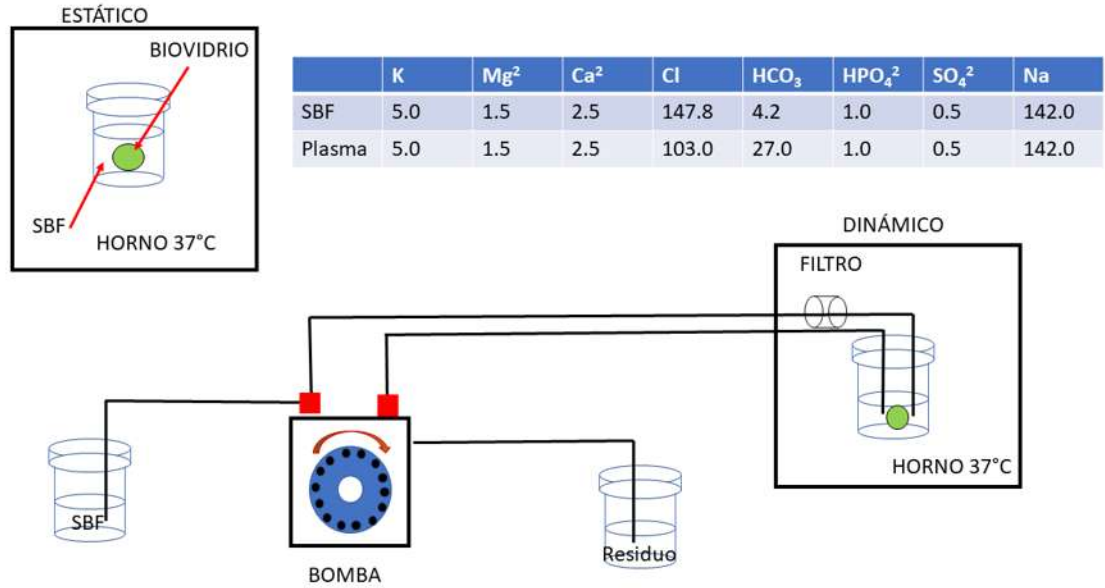 ESTÁTICO
BIOVIDRIO
SBF
HORNO 37°C
K Mg² Ca² Cl HCO₃ HPO₄² SO₄² Na
SBF 5.0 1.5 2.5 147.8 4.2 1.0 0.5 142.0
Plasma 5.0 1.5 2.5 103.0 27.0 1.0 0.5 142.0
DINÁMICO
FILTRO
HORNO 37°C
SBF
BOMBA
Residuo